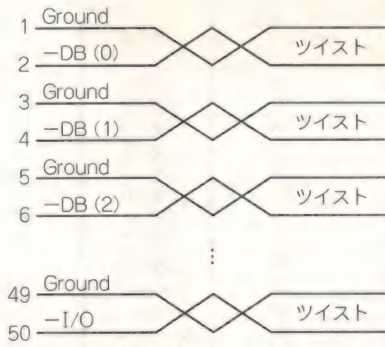 1 Ground
2 −DB (0) ツイスト
3 Ground
4 −DB (1) ツイスト
5 Ground
6 −DB (2) ツイスト
⋮
49 Ground
50 −I/O ツイスト